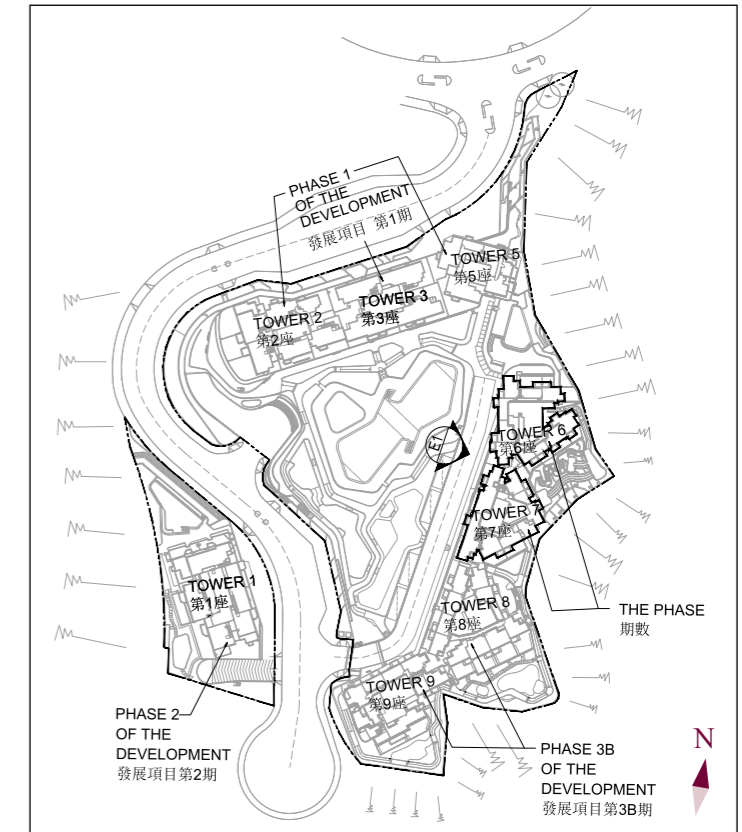 PHASE 1
OF THE
DEVELOPMENT
發展項目 第1期
TOWER 5
第5座
TOWER 3
第3座
TOWER 2
第2座
E1
TOWER 6
第6座
TOWER 7
第7座
TOWER 1
第1座
TOWER 8
第8座
THE PHASE
期數
TOWER 9
第9座
PHASE 2
OF THE
DEVELOPMENT
發展項目第2期
PHASE 3B
OF THE
DEVELOPMENT
發展項目第3B期
N